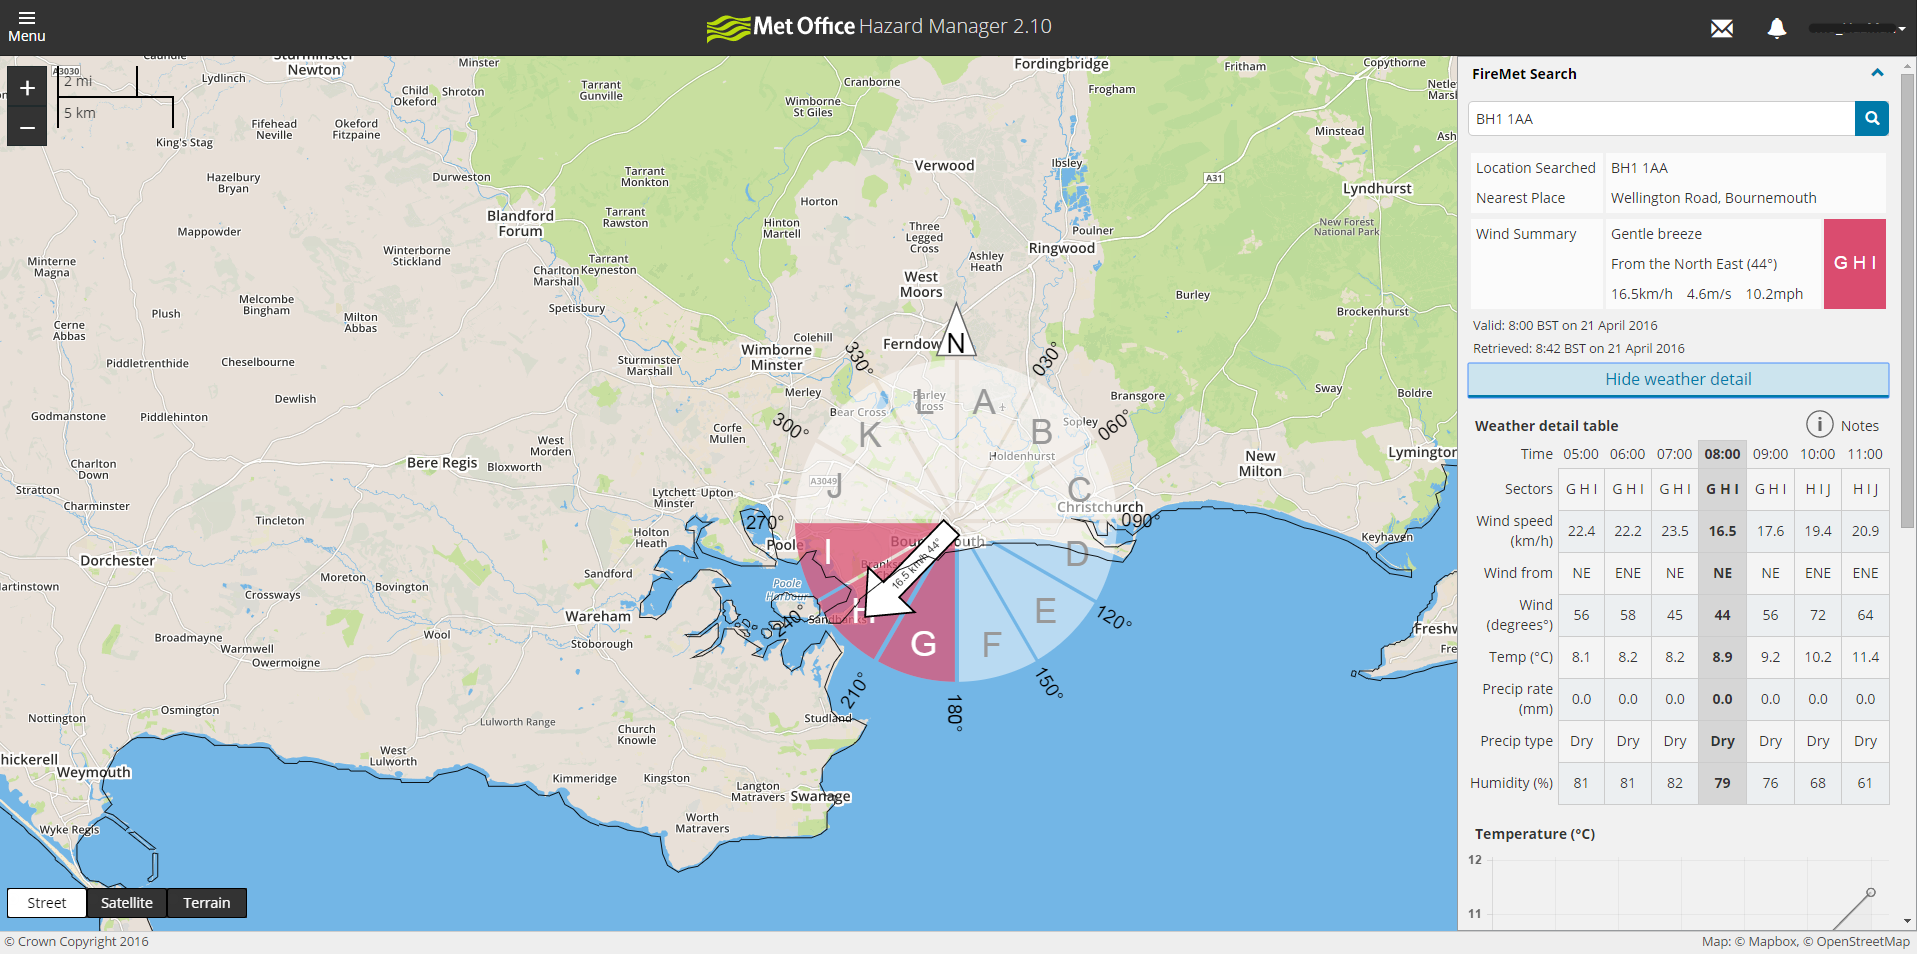 Menu
Met Office Hazard Manager 2.10
+
−
2 mi
5 km
A3030
Lydlinch
Newton
Minster
Child
Okeford
Shroton
Tarrant
Gunville
Cranborne
Wimborne
St Giles
Fordingbridge
Frogham
Fritham
Copythorne
Fifehead
Neville
Okeford
Fitzpaine
King's Stag
Minstead
Hazelbury
Bryan
Durweston
Tarrant
Monkton
Verwood
Ibsley
A31
Lyndhurst
Blandford
Forum
Tarrant
Rawston
Horton
Hinton
Martell
Three
Legged
Cross
New Forest
National Park
Poulner
Ringwood
Mappowder
Winterborne
Stickland
Minterne
Magna
Tarrant
Keyneston
Charlton
Marshall
Ashley
Heath
West
Moors
Burley
Melcombe
Bingham
Plush
Spetisbury
Milton
Abbas
Brockenhurst
Cerne
Abbas
Colehill
Ferndow
N
Piddletrenthide
Cheselbourne
Sturminster
Marshall
Wimborne
Minster
330°
030°
Merley
Sway
Boldre
Dewlish
Bransgore
Godmanstone
Piddlehinton
Bear Cross
Parley
Cross
L
A
K
B
Sopley
300°
060°
Corfe
Mullen
West
Morden
Holdenhurst
Bere Regis
Bloxworth
New
Milton
Lymington
Charlton
Down
Stratton
Charminster
Lytchett
Minster
Upton
A3049
J
C
Christchurch
Tincleton
270°
090°
Holton
Heath
Poole
Bou
outh
Keyhaven
Dorchester
I
D
16.5 km/h 44°
Sandford
Moreton
Bovington
Crossways
Poole
Harbour
H
Sandbanks
240°
E
120°
Wareham
Stoborough
Broadmayne
Warmwell
Owermoigne
Wool
G
F
210°
180°
150°
Nottington
Osmington
Lulworth Range
Church
Knowle
Studland
West
Lulworth
Weymouth
Kimmeridge
Kingston
Langton
Matravers
Swanage
Worth
Matravers
Wyke Regis
Street
Satellite
Terrain
FireMet Search
BH1 1AA
Location Searched BH1 1AA
Nearest Place Wellington Road, Bournemouth
Wind Summary Gentle breeze
From the North East (44°)
16.5km/h 4.6m/s 10.2mph
G H I
Valid: 8:00 BST on 21 April 2016
Retrieved: 8:42 BST on 21 April 2016
Hide weather detail
Weather detail table
i Notes
Time 05:00 06:00 07:00 08:00 09:00 10:00 11:00
Sectors G H I G H I G H I G H I G H I H I J H I J
Wind speed
(km/h) 22.4 22.2 23.5 16.5 17.6 19.4 20.9
Wind from NE ENE NE NE NE ENE ENE
Wind
(degrees°) 56 58 45 44 56 72 64
Temp (°C) 8.1 8.2 8.2 8.9 9.2 10.2 11.4
Precip rate
(mm) 0.0 0.0 0.0 0.0 0.0 0.0 0.0
Precip type Dry Dry Dry Dry Dry Dry Dry
Humidity (%) 81 81 82 79 76 68 61
Temperature (°C)
12
11
© Crown Copyright 2016
Map: © Mapbox, © OpenStreetMap